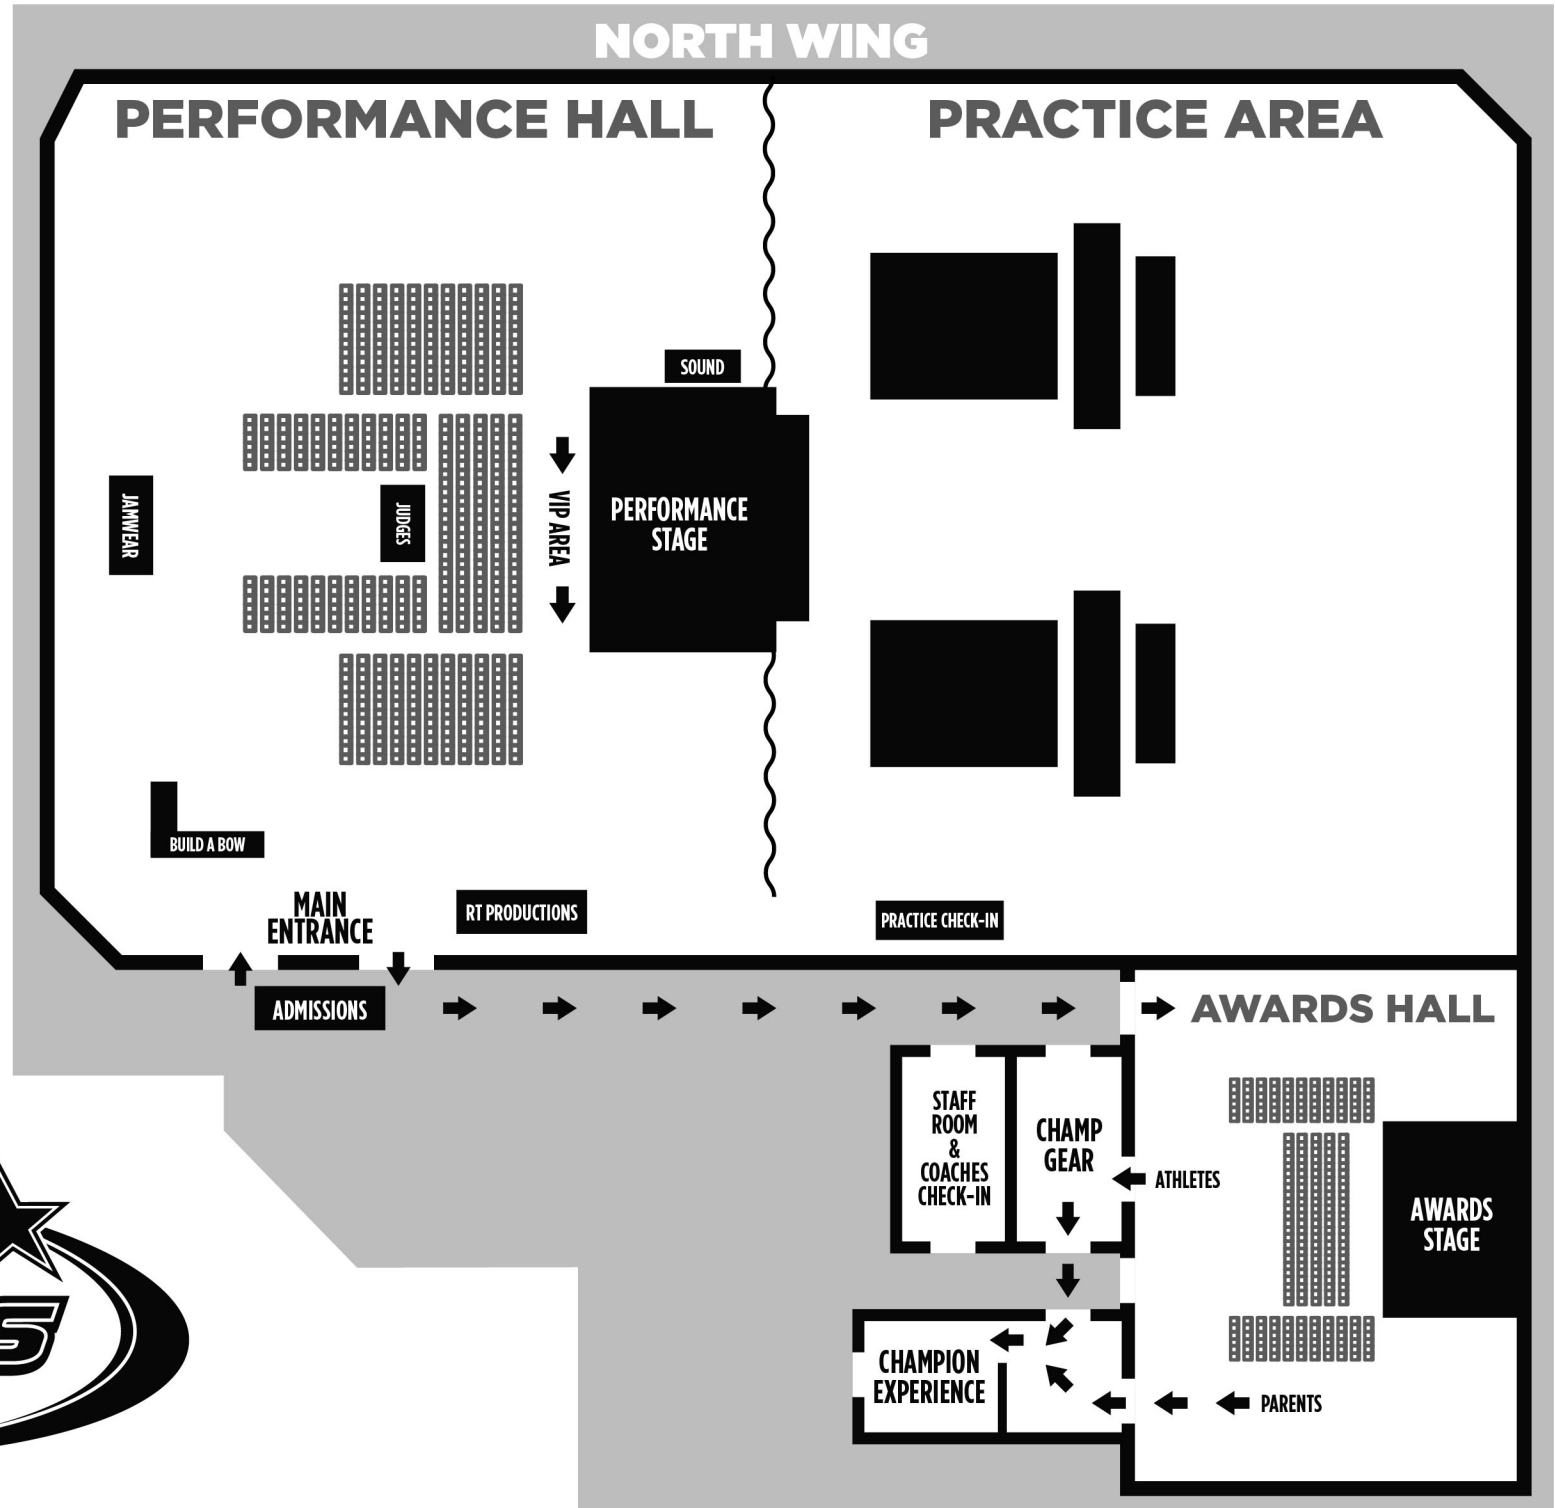 NORTH WING
PERFORMANCE HALL
PRACTICE AREA
SOUND
JAMWEAR
JUDGES
VIP AREA
PERFORMANCE
STAGE
BUILD A BOW
MAIN
ENTRANCE
RT PRODUCTIONS
PRACTICE CHECK-IN
ADMISSIONS
AWARDS HALL
STAFF
ROOM
&
COACHES
CHECK-IN
CHAMP
GEAR
ATHLETES
AWARDS
STAGE
CHAMPION
EXPERIENCE
PARENTS